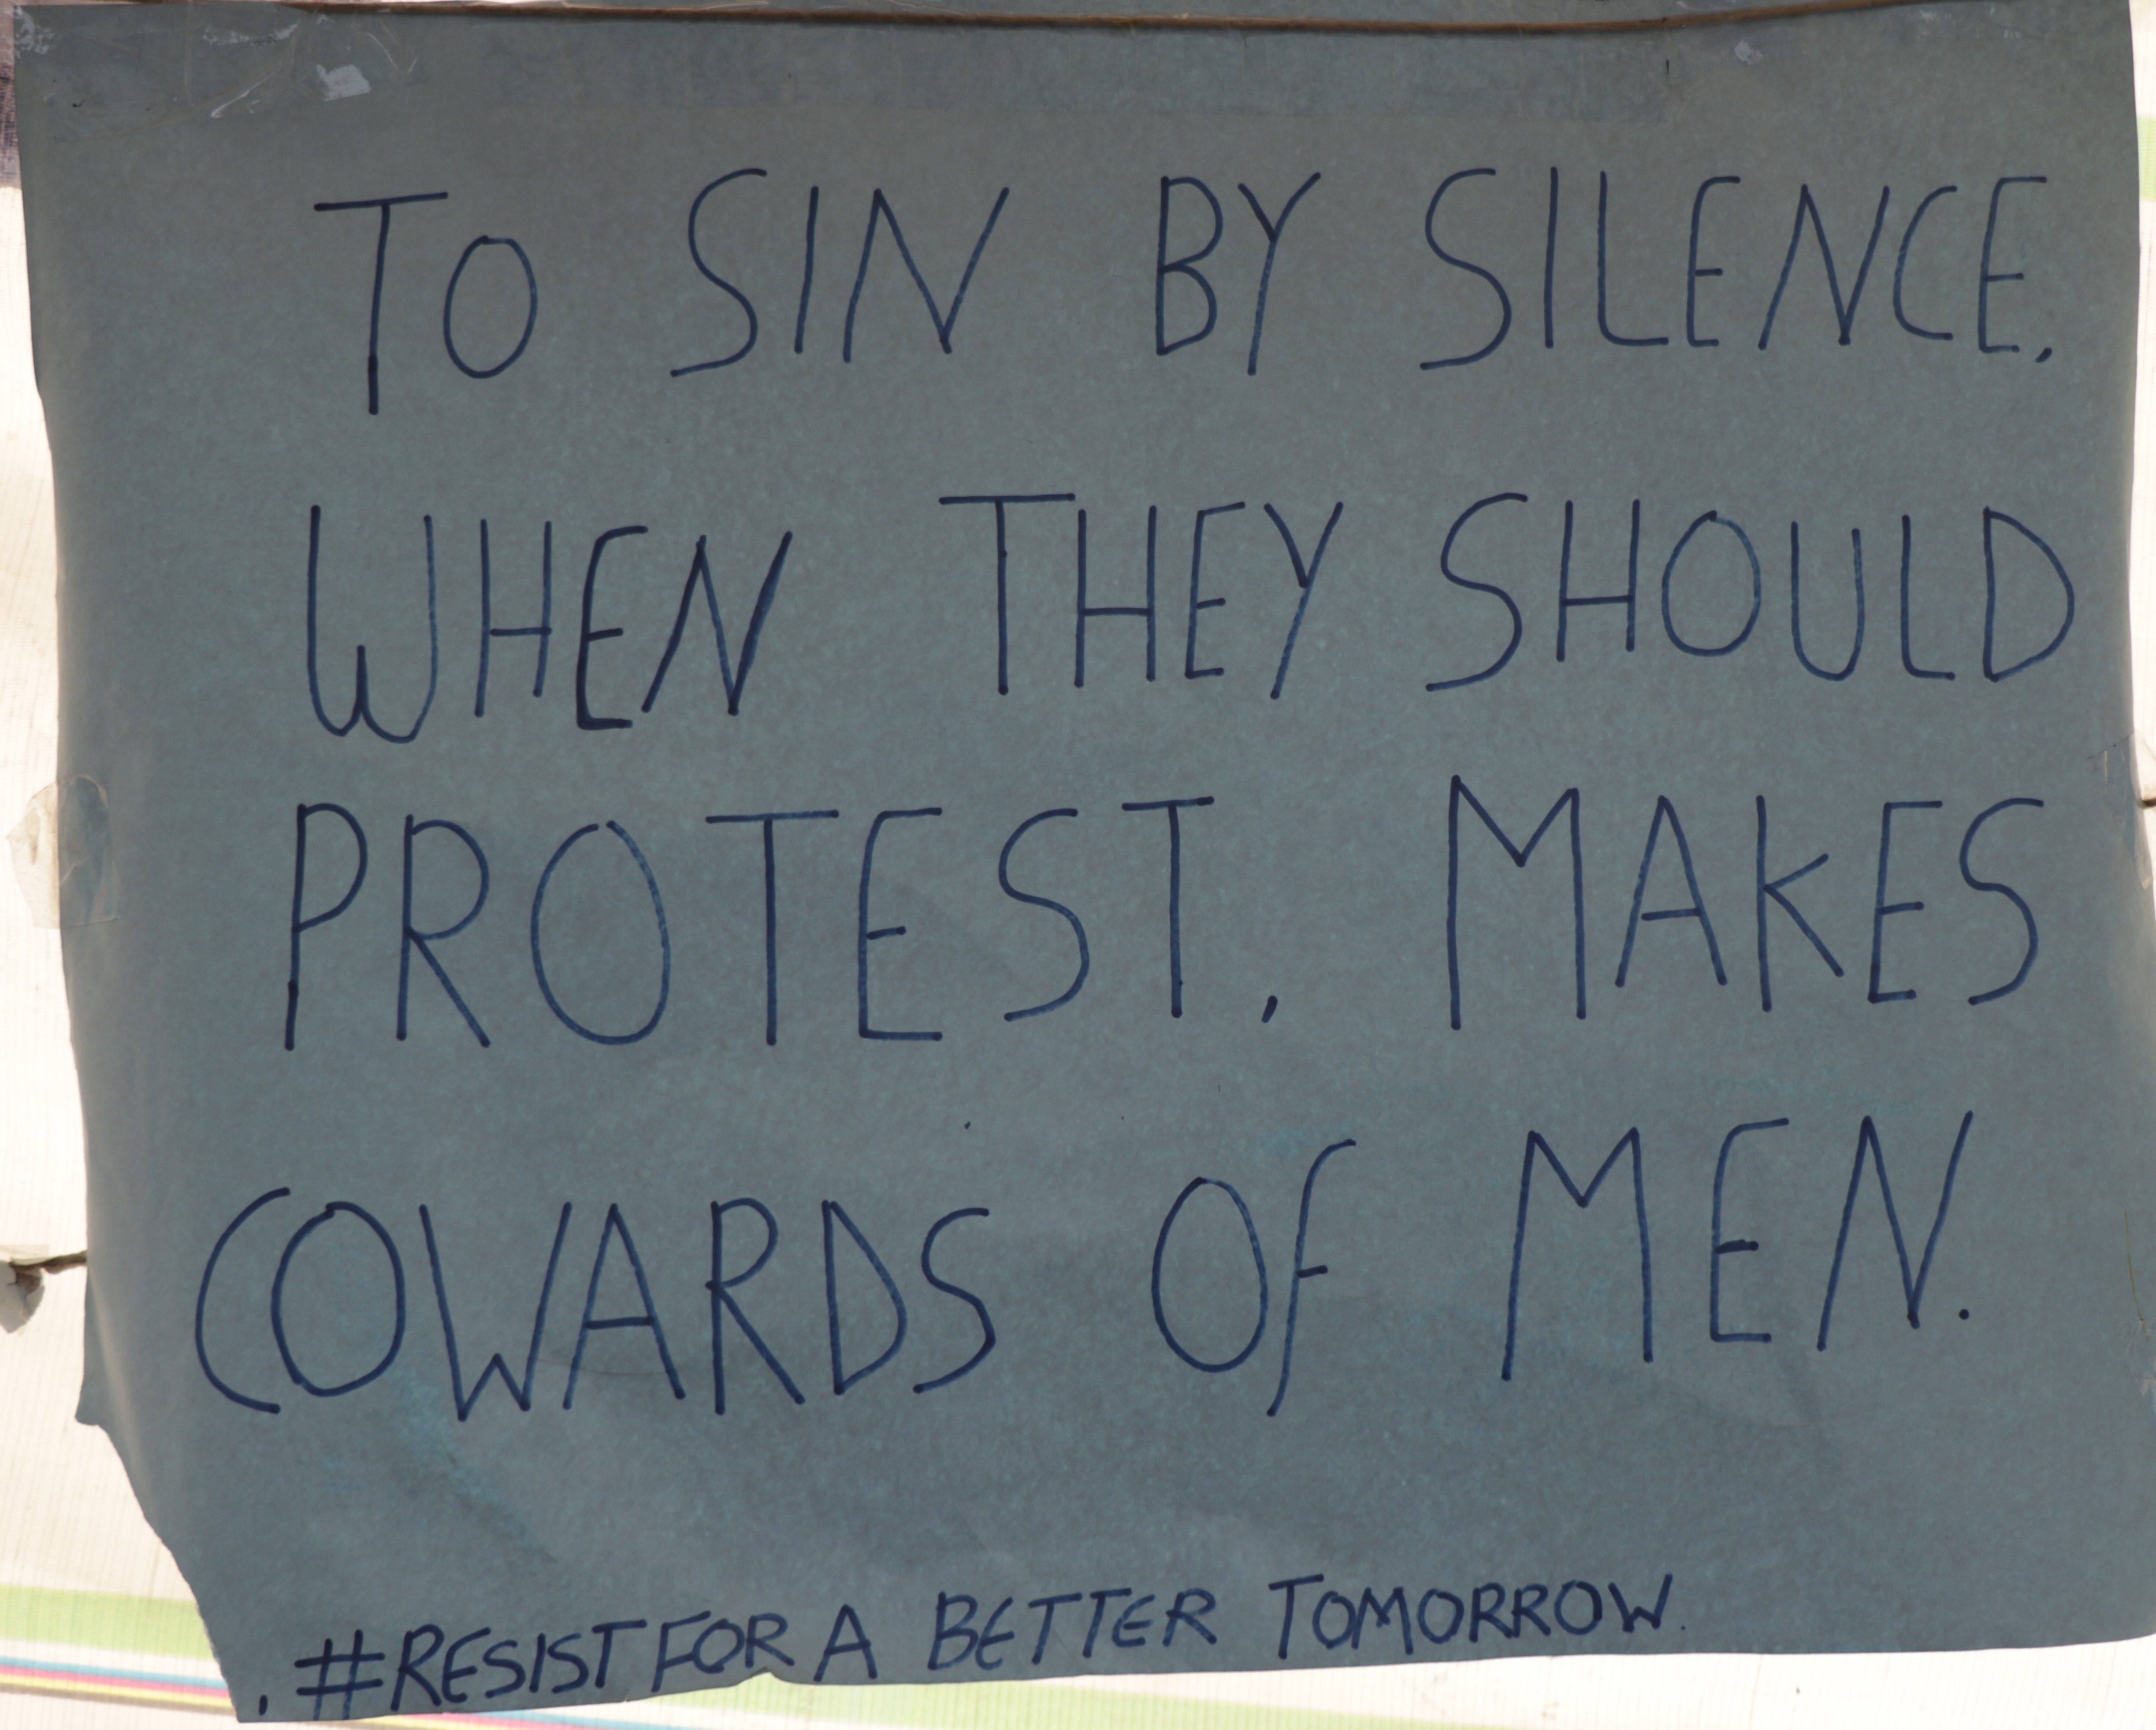 TO SIN BY SILENCE,
WHEN THEY SHOULD
PROTEST, MAKES
COWARDS OF MEN.
. #RESIST FOR A BETTER TOMORROW.